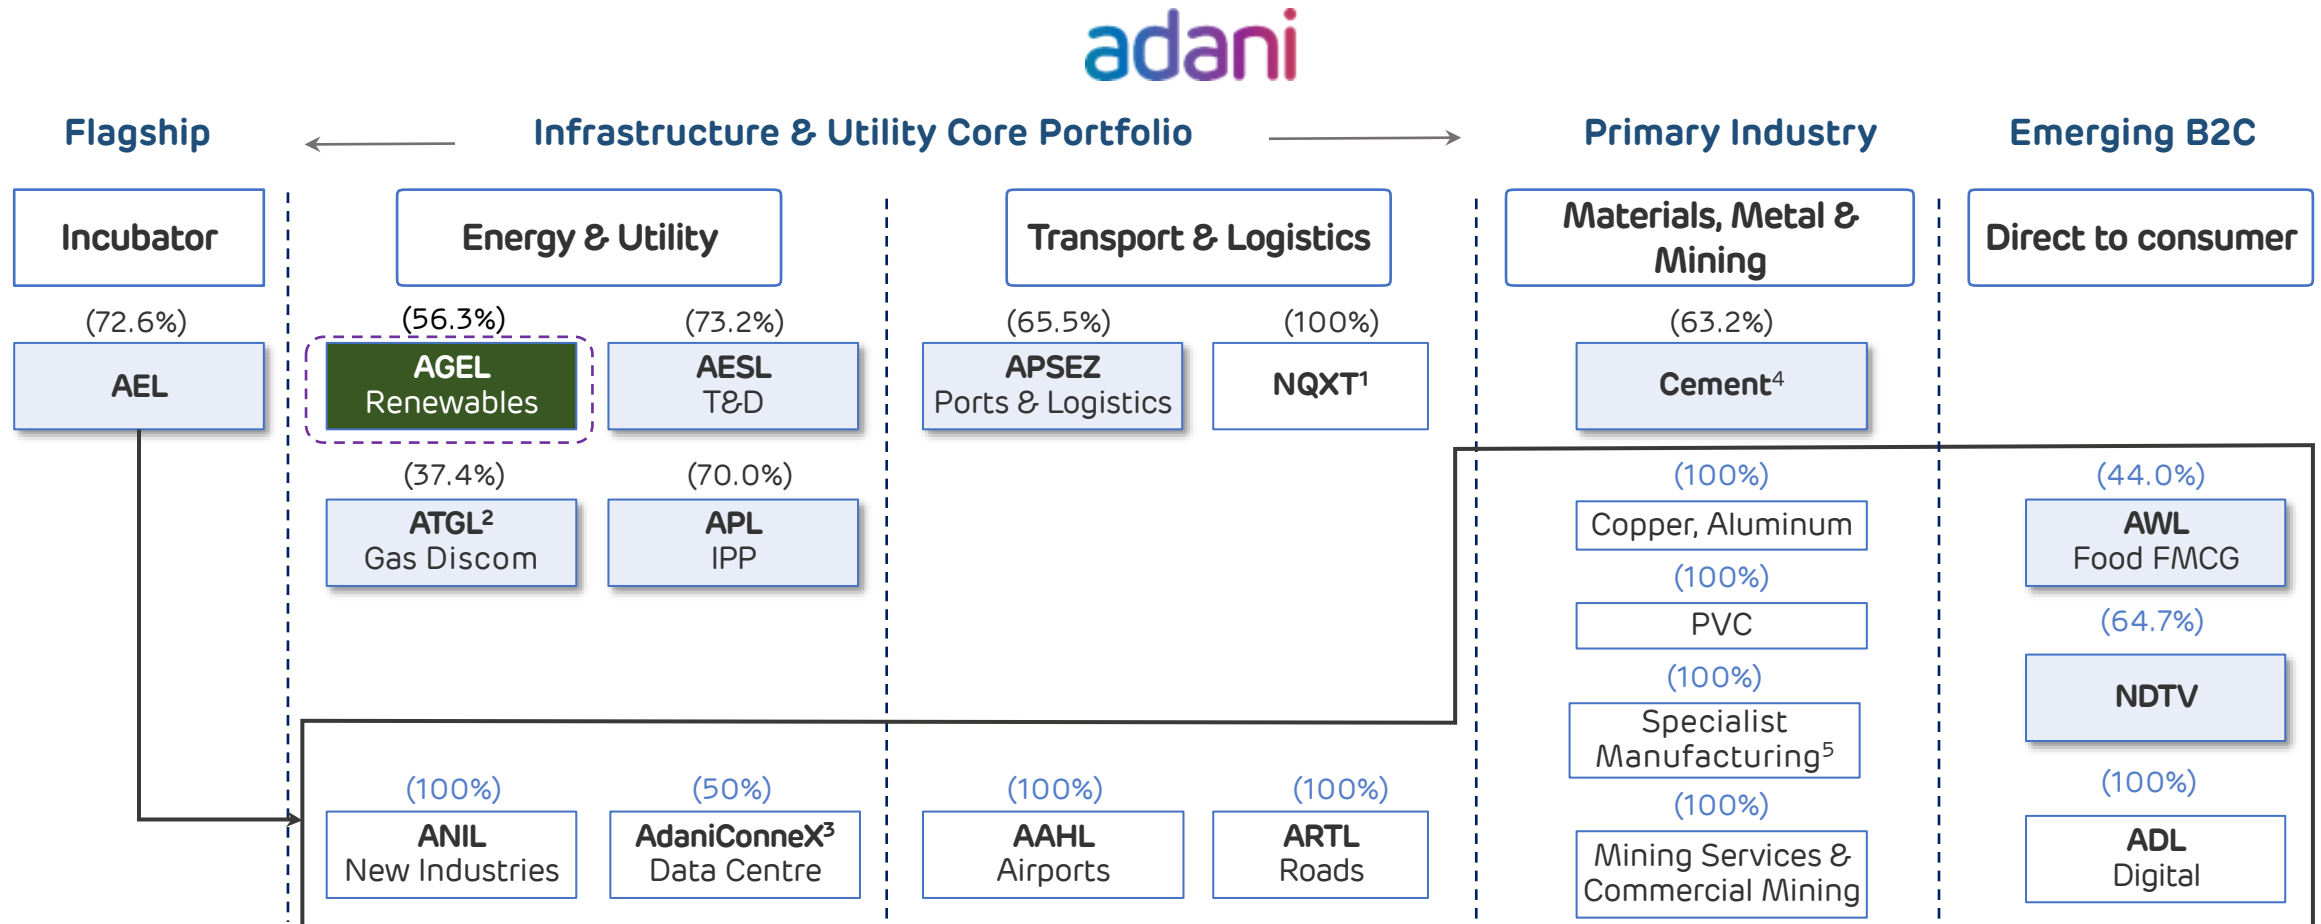 adani
Flagship
Infrastructure & Utility Core Portfolio
Primary Industry
Emerging B2C
Incubator
Energy & Utility
Transport & Logistics
Materials, Metal &
Mining
Direct to consumer
(72.6%)
(56.3%)
(73.2%)
(65.5%)
(100%)
(63.2%)
AEL
AGEL
Renewables
AESL
T&D
APSEZ
Ports & Logistics
NQXT¹
Cement⁴
(37.4%)
(70.0%)
(100%)
(44.0%)
ATGL²
Gas Discom
APL
IPP
Copper, Aluminum
AWL
Food FMCG
(100%)
PVC
(64.7%)
NDTV
(100%)
Specialist
Manufacturing⁵
(100%)
(50%)
(100%)
(100%)
(100%)
(100%)
ANIL
New Industries
AdaniConneX³
Data Centre
AAHL
Airports
ARTL
Roads
Mining Services &
Commercial Mining
ADL
Digital